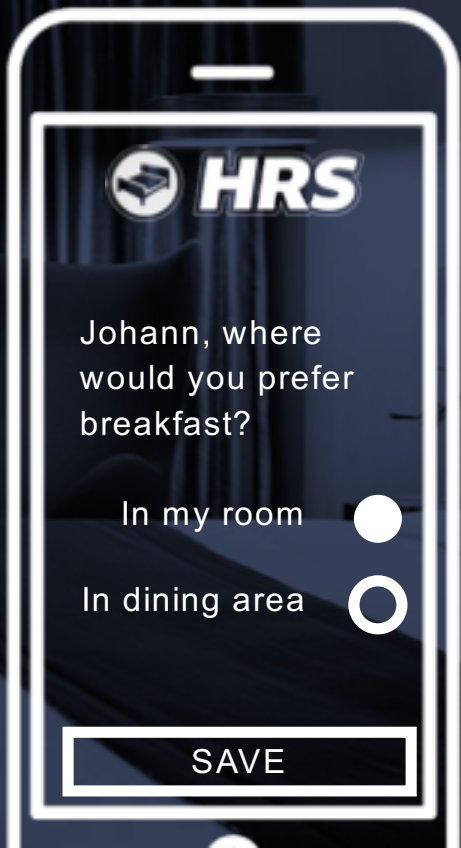 HRS
Johann, where
would you prefer
breakfast?
In my room
In dining area
SAVE